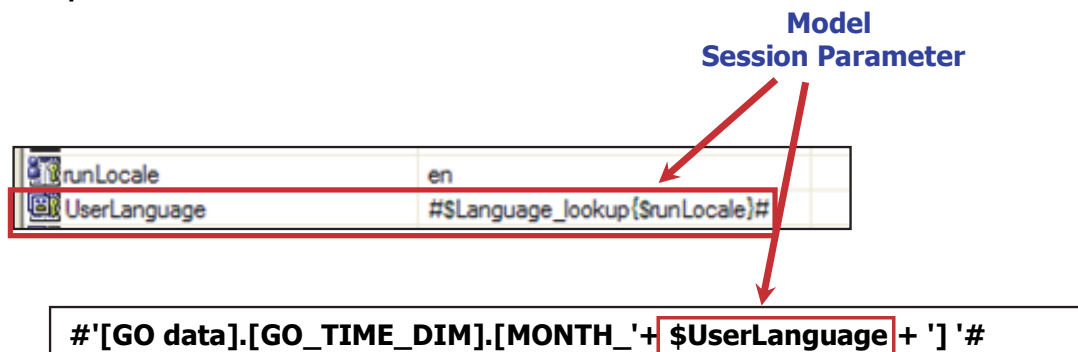 Model
Session Parameter
runLocale en
UserLanguage #$Language_lookup{$runLocale}#
#'[GO data].[GO_TIME_DIM].[MONTH_'+ $UserLanguage + '] '#